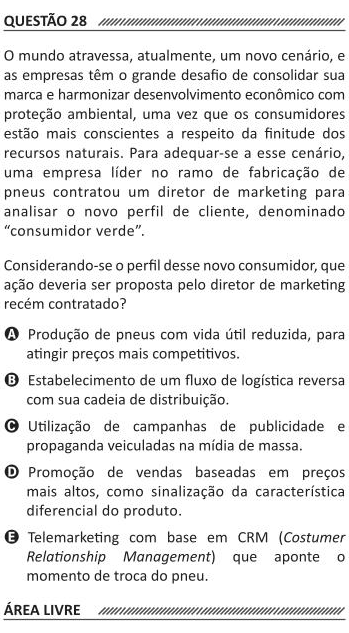 QUESTÃO 28
O mundo atravessa, atualmente, um novo cenário, e
as empresas têm o grande desafio de consolidar sua
marca e harmonizar desenvolvimento econômico com
proteção ambiental, uma vez que os consumidores
estão mais conscientes a respeito da finitude dos
recursos naturais. Para adequar-se a esse cenário,
uma empresa líder no ramo de fabricação de
pneus contratou um diretor de marketing para
analisar o novo perfil de cliente, denominado
“consumidor verde”.
Considerando-se o perfil desse novo consumidor, que
ação deveria ser proposta pelo diretor de marketing
recém contratado?
A Produção de pneus com vida útil reduzida, para
atingir preços mais competitivos.
B Estabelecimento de um fluxo de logística reversa
com sua cadeia de distribuição.
C Utilização de campanhas de publicidade e
propaganda veiculadas na mídia de massa.
D Promoção de vendas baseadas em preços
mais altos, como sinalização da característica
diferencial do produto.
E Telemarketing com base em CRM (Costumer
Relationship Management) que aponte o
momento de troca do pneu.
ÁREA LIVRE